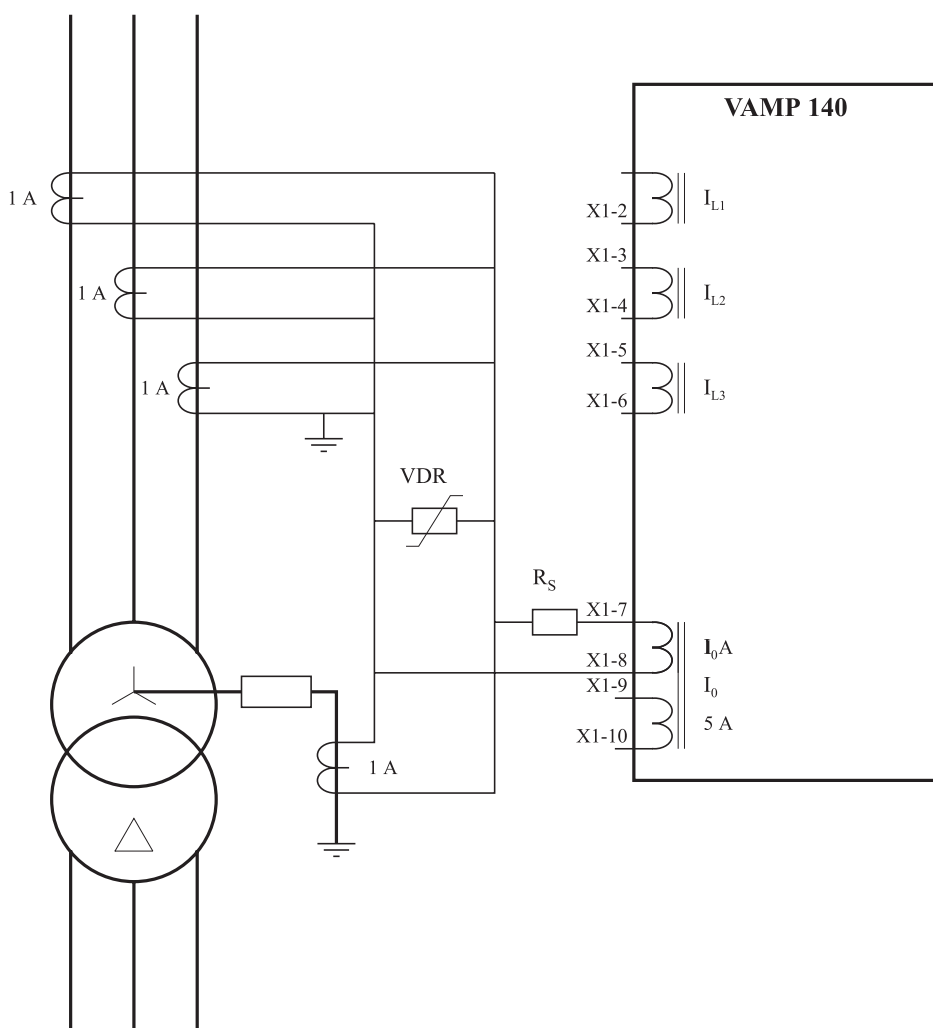 VAMP 140
1 A
X1-2
I_L1
X1-3
1 A
X1-4
I_L2
X1-5
1 A
X1-6
I_L3
VDR
R_S
X1-7
I_0A
X1-8
X1-9
I_0
X1-10
5 A
1 A